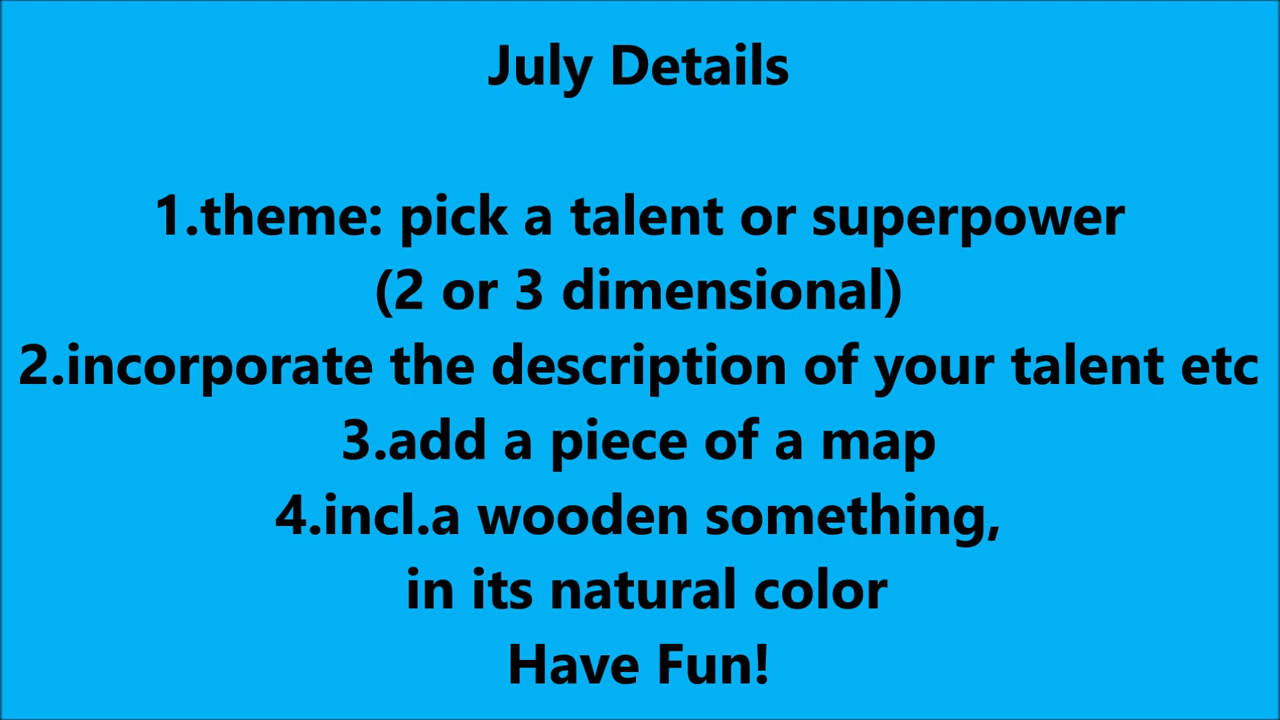 July Details
1.theme: pick a talent or superpower
(2 or 3 dimensional)
2.incorporate the description of your talent etc
3.add a piece of a map
4.incl.a wooden something,
in its natural color
Have Fun!